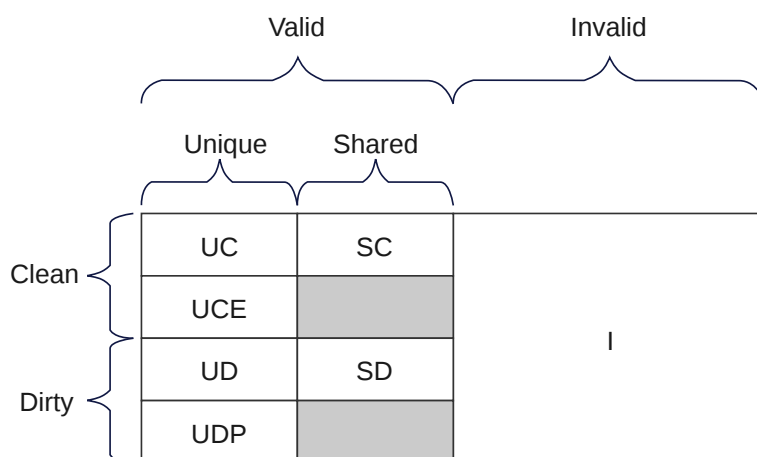 Valid Invalid
Unique Shared
UC SC
Clean
UCE
I
UD SD
Dirty
UDP